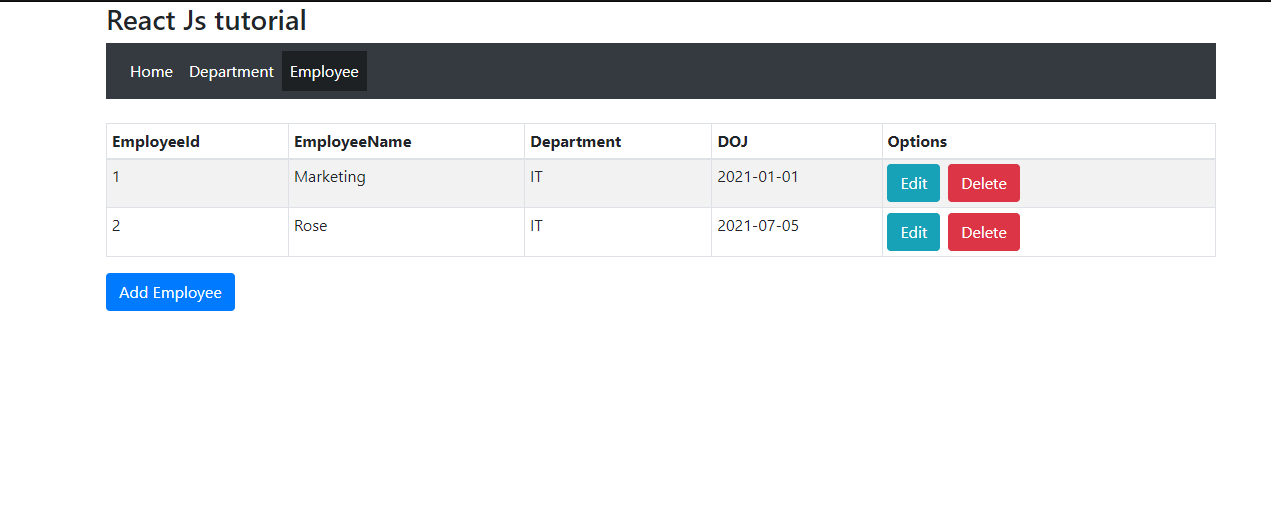 React Js tutorial
Home Department Employee
EmployeeId EmployeeName Department DOJ Options
1 Marketing IT 2021-01-01 Edit Delete
2 Rose IT 2021-07-05 Edit Delete
Add Employee